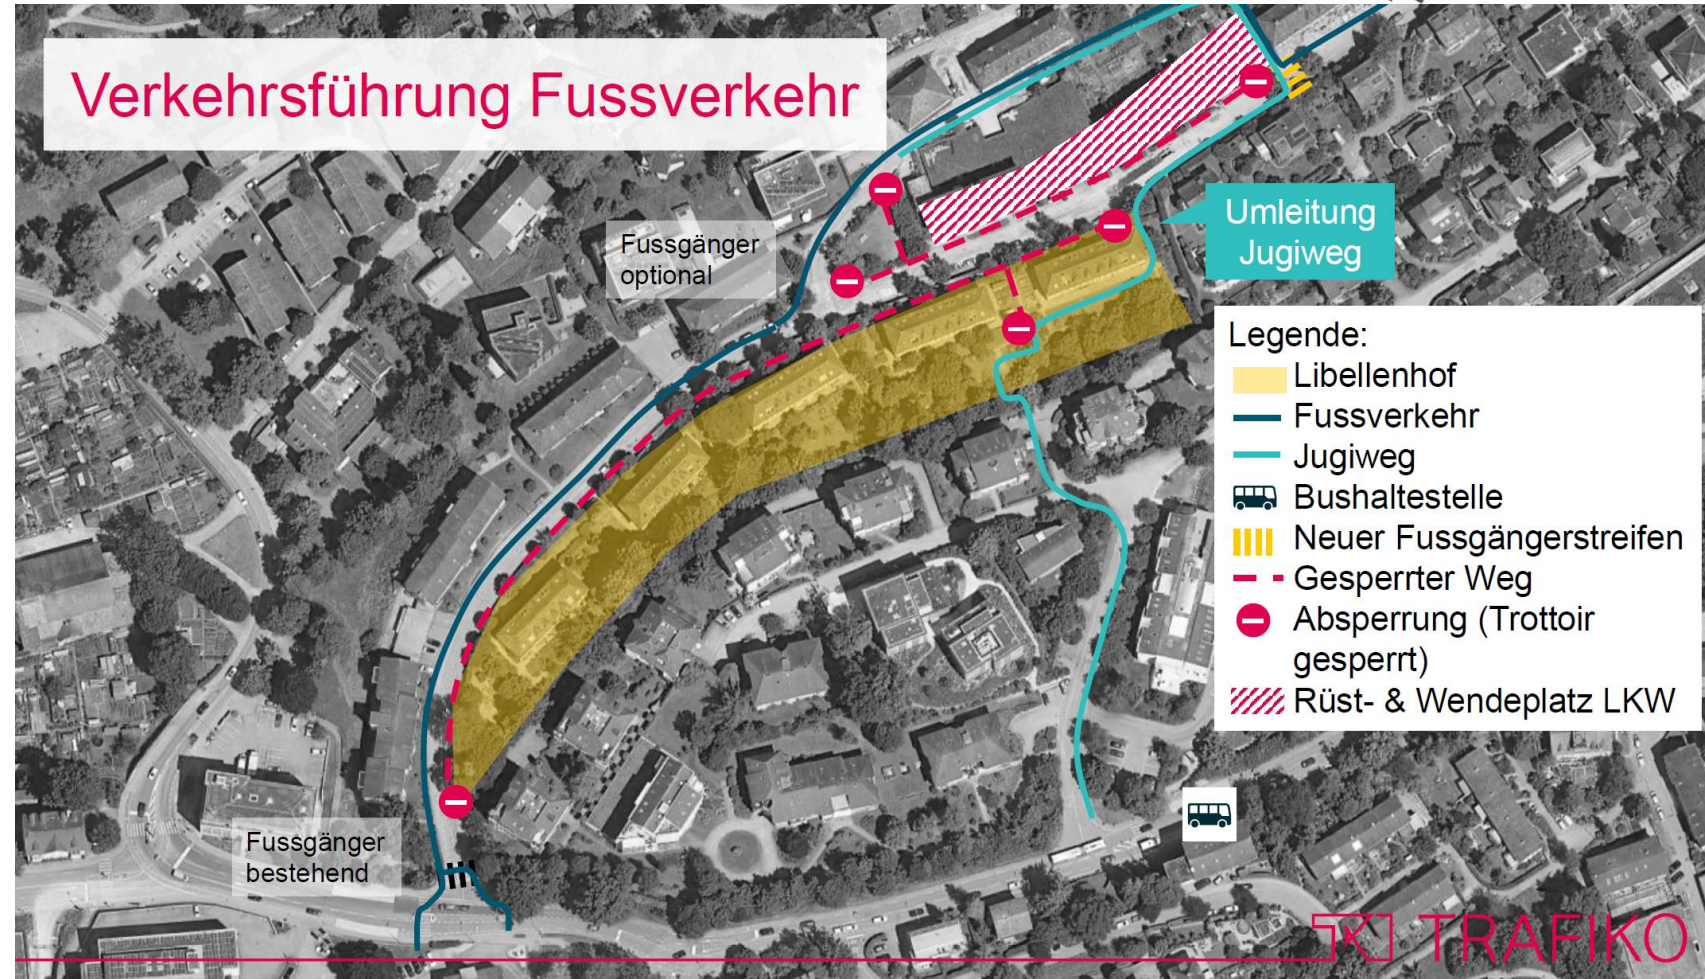 Verkehrsführung Fussverkehr
Fussgänger
optional
Umleitung
Jugiweg
Legende:
Libellenhof
Fussverkehr
Jugiweg
Bushaltestelle
Neuer Fussgängerstreifen
Gesperrter Weg
Absperrung (Trottoir
gesperrt)
Rüst- & Wendeplatz LKW
Fussgänger
bestehend
TRAFIKO